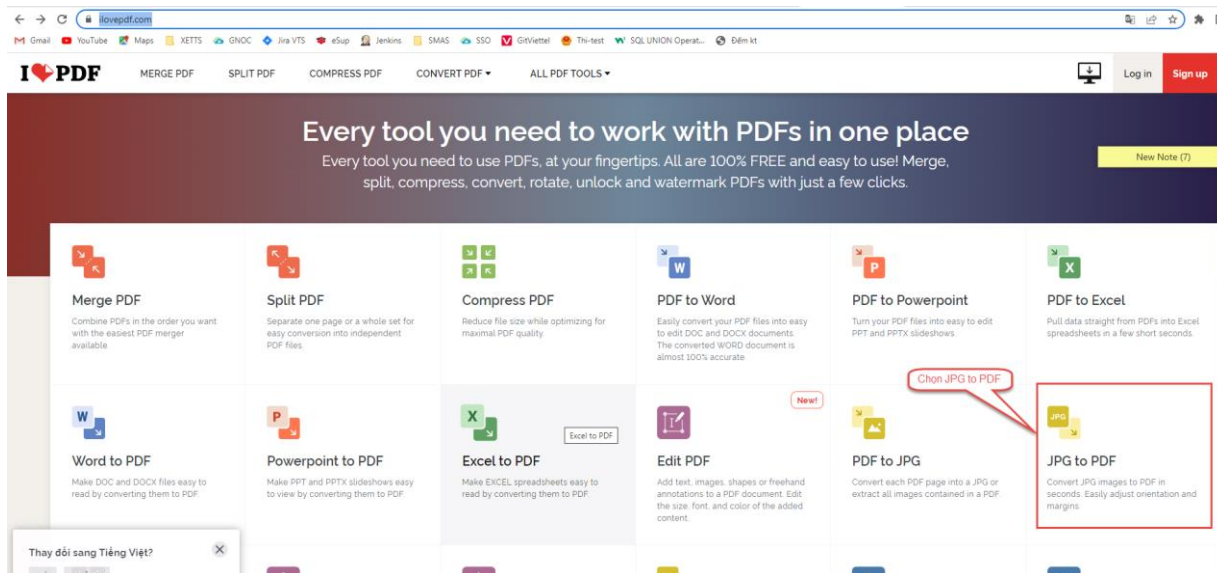 ilovepdf.com
Gmail YouTube Maps XETTS GNOC Jira VTS eSup Jenkins SMAS SSO GitViettel Thi-test SQL UNION Operat... Đếm kt
I PDF MERGE PDF SPLIT PDF COMPRESS PDF CONVERT PDF ALL PDF TOOLS Log in Sign up
Every tool you need to work with PDFs in one place
Every tool you need to use PDFs, at your fingertips. All are 100% FREE and easy to use! Merge,
split, compress, convert, rotate, unlock and watermark PDFs with just a few clicks.
New Note (7)
Merge PDF
Combine PDFs in the order you want
with the easiest PDF merger
available.
Split PDF
Separate one page or a whole set for
easy conversion into independent
PDF files.
Compress PDF
Reduce file size while optimizing for
maximal PDF quality.
W
PDF to Word
Easily convert your PDF files into easy
to edit DOC and DOCX documents.
The converted WORD document is
almost 100% accurate.
P
PDF to Powerpoint
Turn your PDF files into easy to edit
PPT and PPTX slideshows.
X
PDF to Excel
Pull data straight from PDFs into Excel
spreadsheets in a few short seconds.
Chọn JPG to PDF
W
Word to PDF
Make DOC and DOCX files easy to
read by converting them to PDF.
P
Powerpoint to PDF
Make PPT and PPTX slideshows easy
to view by converting them to PDF.
X
Excel to PDF
Excel to PDF
Make EXCEL spreadsheets easy to
read by converting them to PDF.
New!
Edit PDF
Add text, images, shapes or freehand
annotations to a PDF document. Edit
the size, font, and color of the added
content.
PDF to JPG
Convert each PDF page into a JPG or
extract all images contained in a PDF.
JPG
JPG to PDF
Convert JPG images to PDF in
seconds. Easily adjust orientation and
margins.
Thay đổi sang Tiếng Việt?